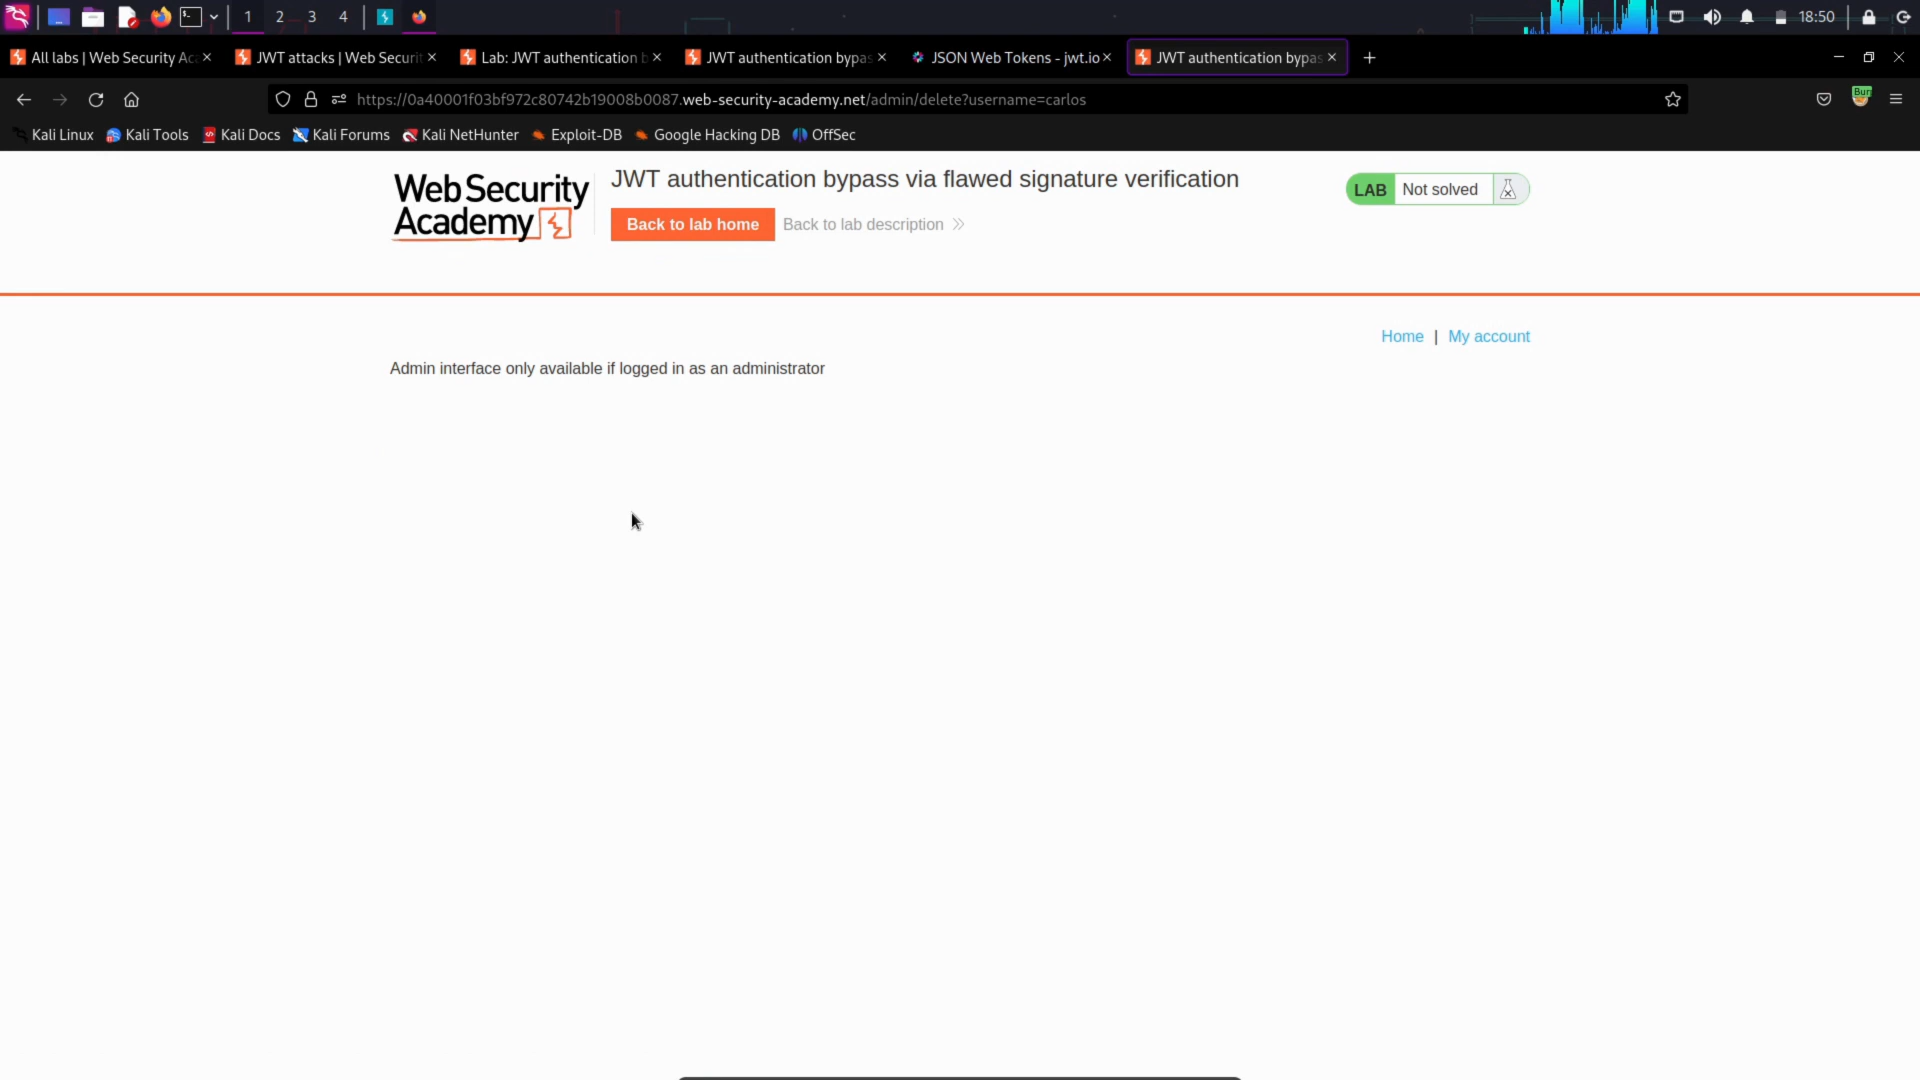 1 2 3 4 18:50
All labs | Web Security Ac
JWT attacks | Web Securi
Lab: JWT authentication b
JWT authentication bypas
JSON Web Tokens - jwt.io
JWT authentication bypas
https://0a40001f03bf972c80742b19008b0087.web-security-academy.net/admin/delete?username=carlos
Bur
Kali Linux Kali Tools Kali Docs Kali Forums Kali NetHunter Exploit-DB Google Hacking DB OffSec
WebSecurity
Academy
JWT authentication bypass via flawed signature verification
Back to lab home Back to lab description
LAB Not solved
Home | My account
Admin interface only available if logged in as an administrator